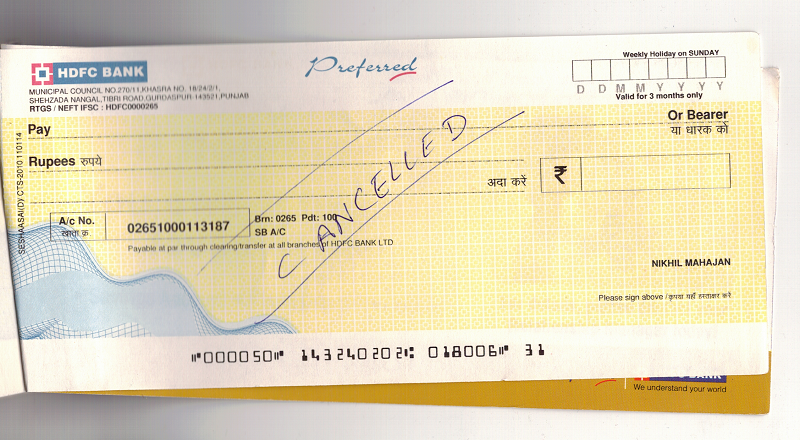 Weekly Holiday on SUNDAY
HDFC BANK
Preferred
MUNICIPAL COUNCIL NO.270/11,KHASRA NO. 18/24/2/1,
SHEHZADA NANGAL,TIBRI ROAD,GURDASPUR-143521,PUNJAB
RTGS / NEFT IFSC : HDFC0000265
D D M M Y Y Y Y
Valid for 3 months only
Pay
Or Bearer
या धारक को
Rupees रुपये
अदा करें ₹
CANCELLED
A/c No.
खाता क्र.
02651000113187
Brn: 0265 Pdt: 100
SB A/C
Payable at par through clearing/transfer at all branches of HDFC BANK LTD
SESHAASAI(D) CTS-2010 110114
NIKHIL MAHAJAN
Please sign above / कृपया यहाँ हस्ताक्षर करें
⑈000050⑈ 143240202⑆ 018006⑈ 31
BANK
We understand your world